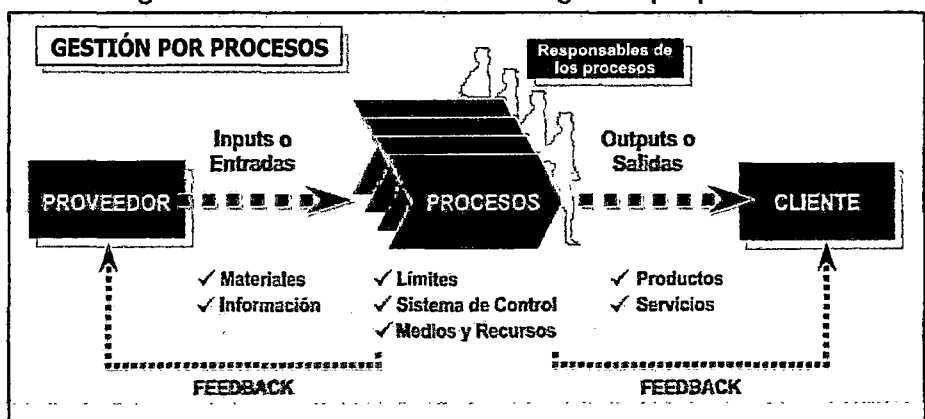 GESTIÓN POR PROCESOS
Responsables de
los procesos
Inputs o
Entradas
Outputs o
Salidas
PROVEEDOR
PROCESOS
CLIENTE
✓ Materiales
✓ Información
✓ Límites
✓ Sistema de Control
✓ Medios y Recursos
✓ Productos
✓ Servicios
FEEDBACK
FEEDBACK